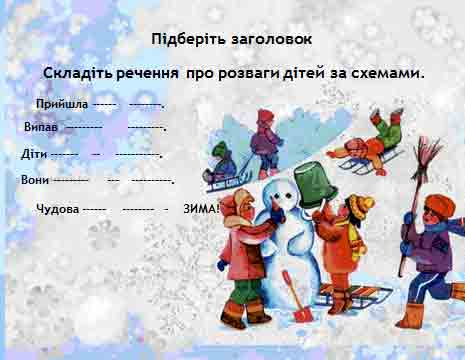 Підберіть заголовок
Складіть речення про розваги дітей за схемами.
Прийшла ------ --------.
Випав --------- ---------.
Діти ------- -- -----------.
Вони --------- --- ----------.
Чудова ------ -------- - ЗИМА!